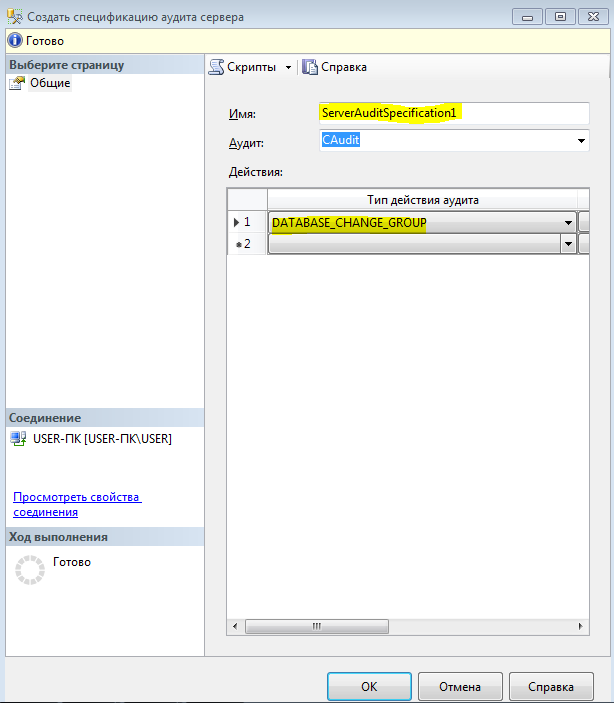 Создать спецификацию аудита сервера
Готово
Выберите страницу
Общие
Скрипты
Справка
Имя:
ServerAuditSpecification1
Аудит:
CAudit
Действия:
Тип действия аудита
1
DATABASE_CHANGE_GROUP
2
Соединение
USER-ПК [USER-ПК\USER]
Просмотреть свойства
соединения
Ход выполнения
Готово
OK
Отмена
Справка